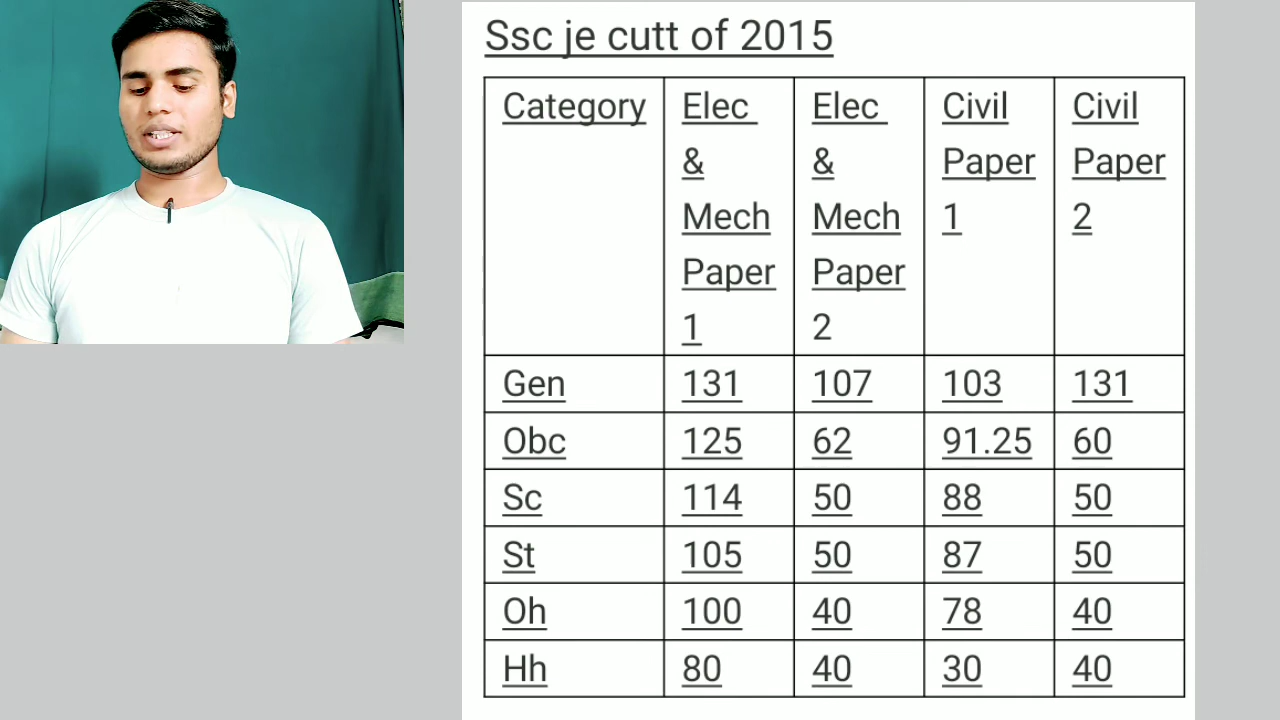 Ssc je cutt of 2015
Category Elec & Mech Paper 1 Elec & Mech Paper 2 Civil Paper 1 Civil Paper 2
Gen 131 107 103 131
Obc 125 62 91.25 60
Sc 114 50 88 50
St 105 50 87 50
Oh 100 40 78 40
Hh 80 40 30 40